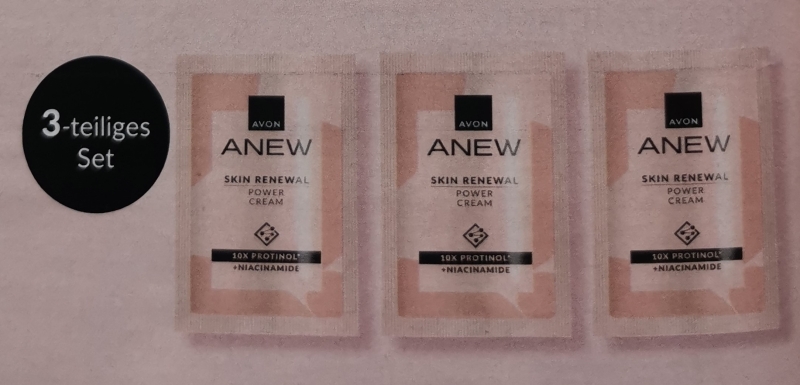 3-teiliges
Set
AVON
ANEW
SKIN RENEWAL
POWER
CREAM
10X PROTINOL*
+NIACINAMIDE
AVON
ANEW
SKIN RENEWAL
POWER
CREAM
10X PROTINOL*
+NIACINAMIDE
AVON
ANEW
SKIN RENEWAL
POWER
CREAM
10X PROTINOL*
+NIACINAMIDE